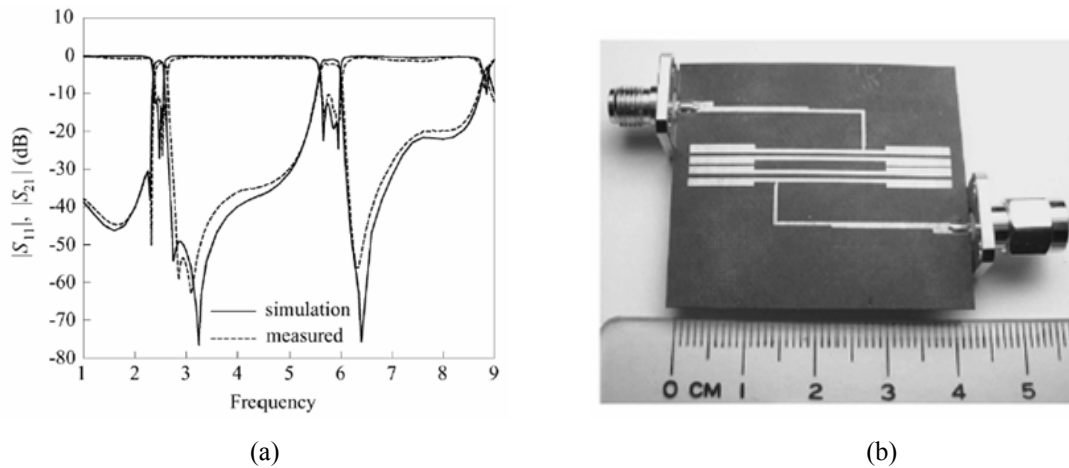 10
0
-10
-20
-30
-40
-50
-60
-70
-80
|S11|, |S21| (dB)
simulation
measured
1 2 3 4 5 6 7 8 9
Frequency
(a)
0 CM 1 2 3 4 5
(b)